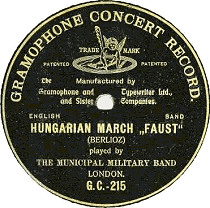 GRAMOPHONE CONCERT RECORD.
TRADE MARK
PATENTED PATENTED
The Manufactured by
Gramophone and Typewriter Ltd.,
and Sister Companies.
ENGLISH BAND
HUNGARIAN MARCH „FAUST"
(BERLIOZ)
played by
THE MUNICIPAL MILITARY BAND
LONDON.
G.C.-215